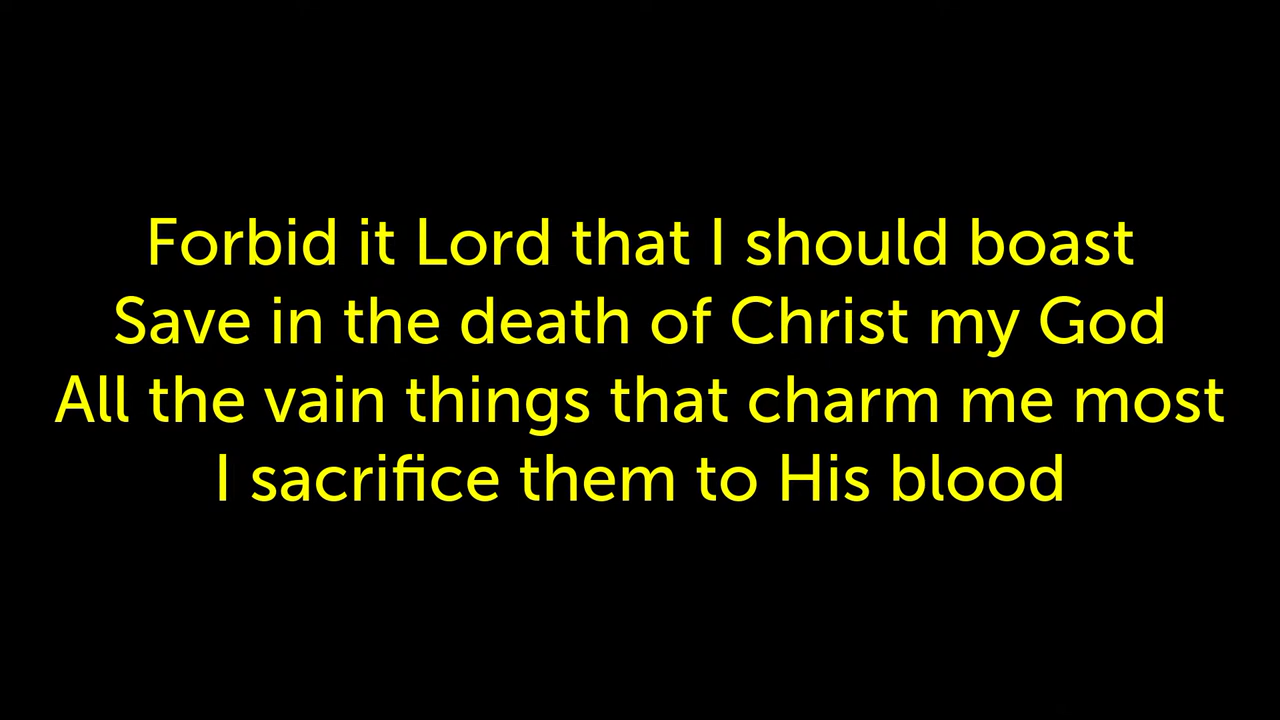 Forbid it Lord that I should boast
Save in the death of Christ my God
All the vain things that charm me most
I sacrifice them to His blood